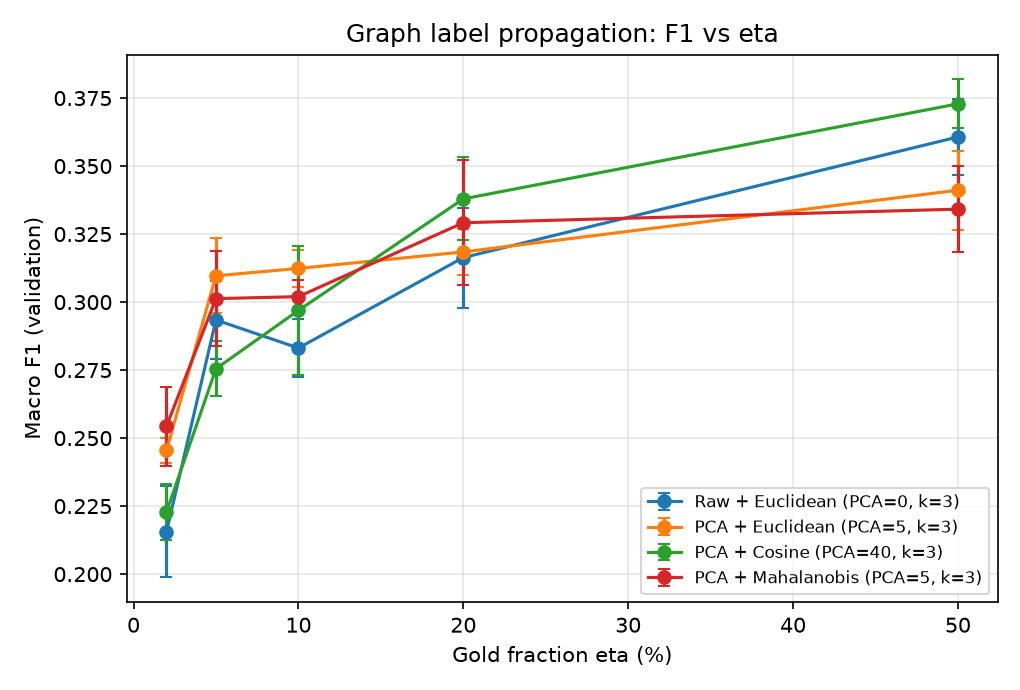 Graph label propagation: F1 vs eta
Macro F1 (validation)
0.375
0.350
0.325
0.300
0.275
0.250
0.225
0.200
0 10 20 30 40 50
Gold fraction eta (%)
Raw + Euclidean (PCA=0, k=3)
PCA + Euclidean (PCA=5, k=3)
PCA + Cosine (PCA=40, k=3)
PCA + Mahalanobis (PCA=5, k=3)